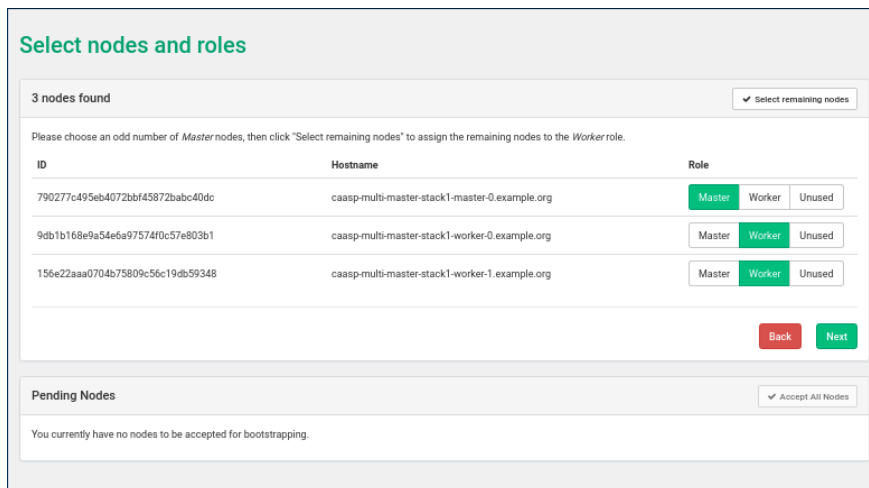 Select nodes and roles
3 nodes found
✔ Select remaining nodes
Please choose an odd number of Master nodes, then click "Select remaining nodes" to assign the remaining nodes to the Worker role.
ID Hostname Role
790277c495eb4072bbf45872babc40dc caasp-multi-master-stack1-master-0.example.org Master Worker Unused
9db1b168e9a54e6a97574f0c57e803b1 caasp-multi-master-stack1-worker-0.example.org Master Worker Unused
156e22aaa0704b75809c56c19db59348 caasp-multi-master-stack1-worker-1.example.org Master Worker Unused
Back Next
Pending Nodes
✔ Accept All Nodes
You currently have no nodes to be accepted for bootstrapping.